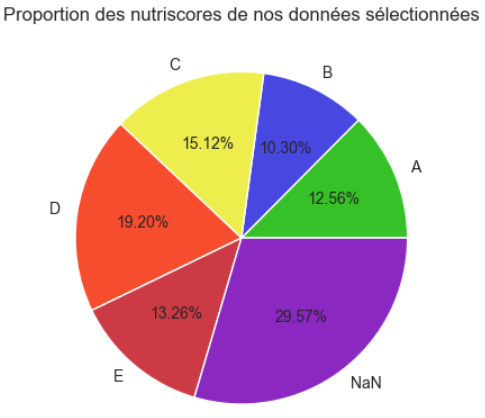 Proportion des nutriscores de nos données sélectionnées
C
B
15.12%
10.30%
A
12.56%
D
19.20%
13.26%
29.57%
E
NaN